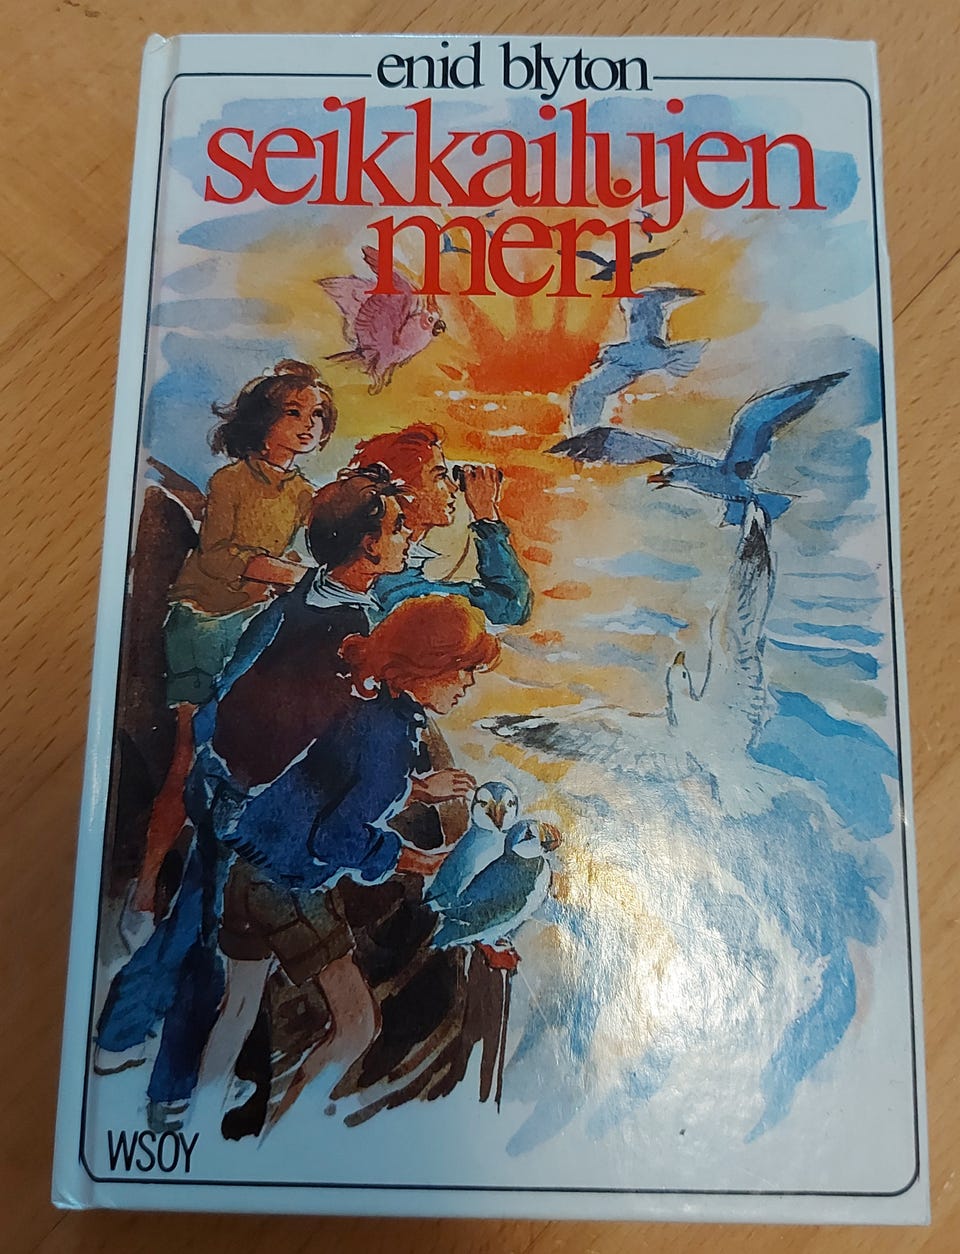 enid blyton
seikkailujen
meri
WSOY